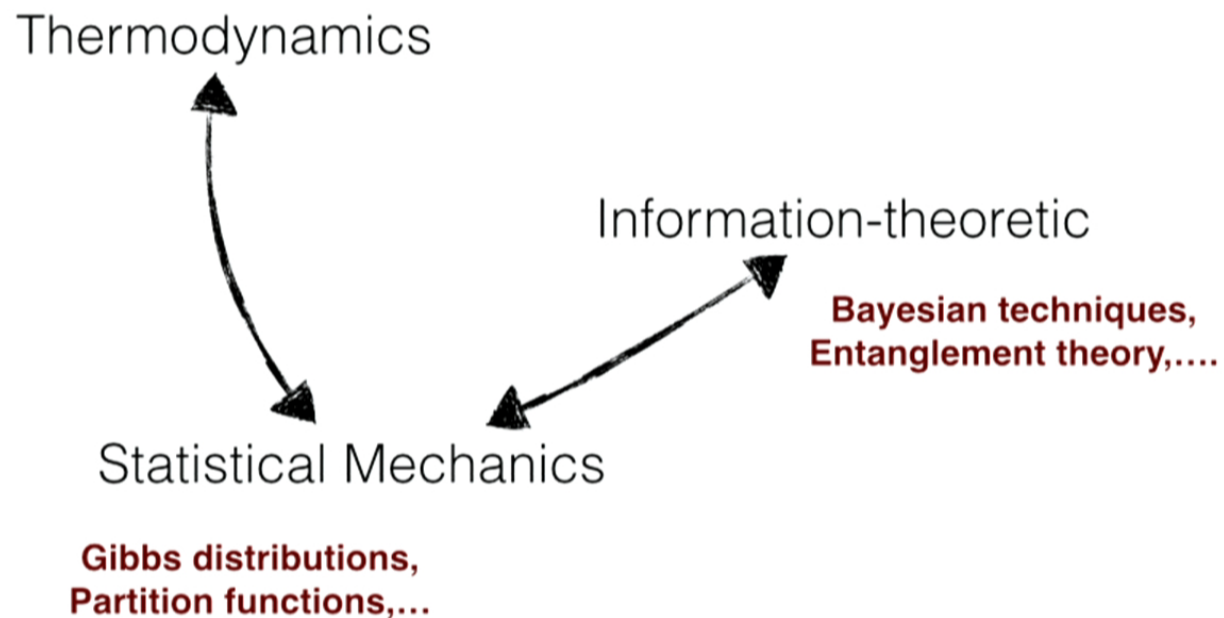 Thermodynamics
Information-theoretic
Bayesian techniques,
Entanglement theory,....
Statistical Mechanics
Gibbs distributions,
Partition functions,...